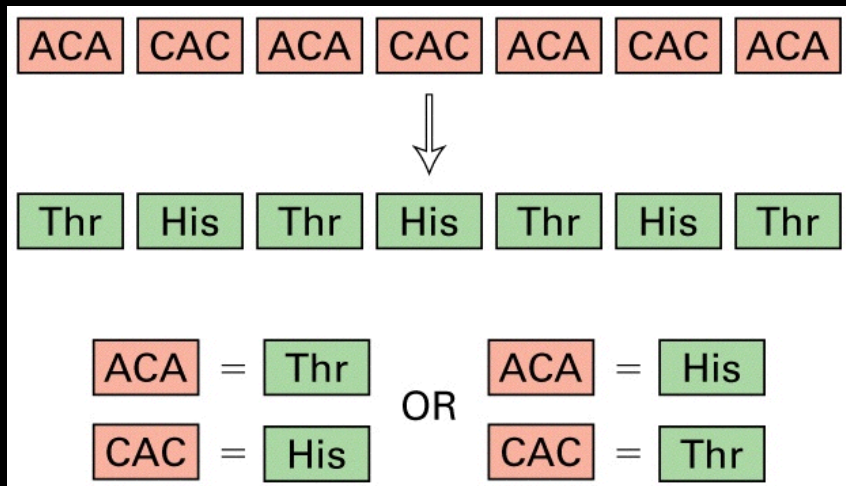 ACA CAC ACA CAC ACA CAC ACA
Thr His Thr His Thr His Thr
ACA = Thr OR ACA = His
CAC = His CAC = Thr